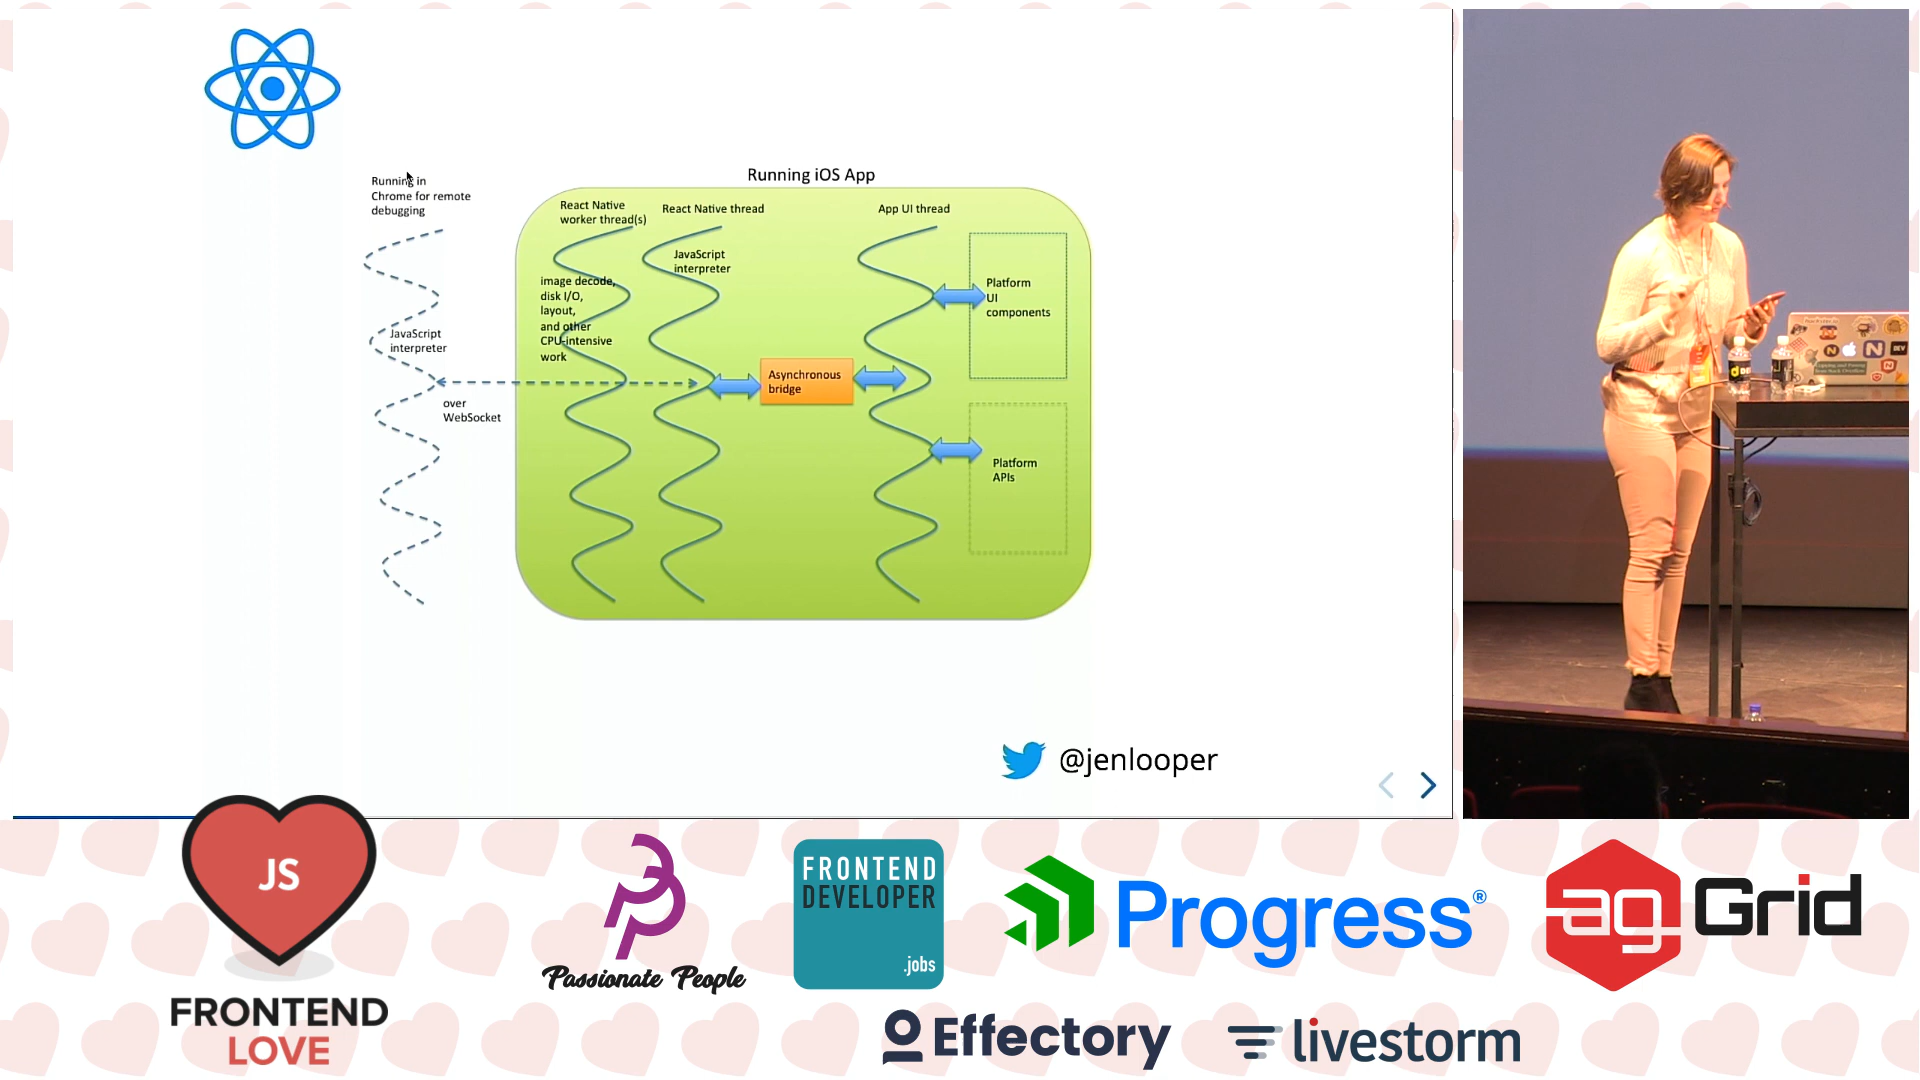 Running iOS App
Running in
Chrome for remote
debugging
React Native
worker thread(s)
React Native thread
App UI thread
JavaScript
interpreter
image decode,
disk I/O,
layout,
and other
CPU-intensive
work
Platform
UI
components
JavaScript
interpreter
Asynchronous
bridge
over
WebSocket
Platform
APIs
@jenlooper
DEV
JS
FRONTEND
LOVE
Passionate People
FRONTEND
DEVELOPER
.jobs
Progress®
ag Grid
Effectory
livestorm